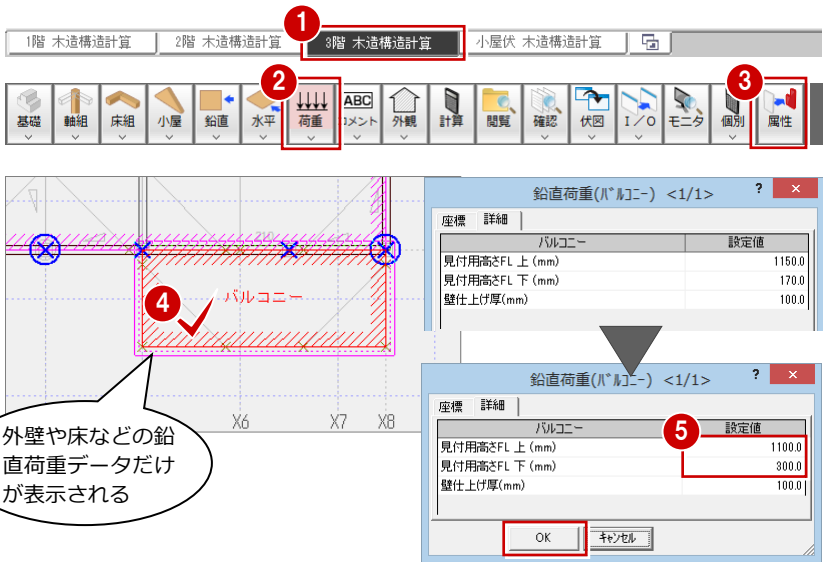 1
1階 木造構造計算
2階 木造構造計算
3階 木造構造計算
小屋伏 木造構造計算
2
3
基礎
軸組
床組
小屋
鉛直
水平
荷重
ABC
コメント
外観
計算
閲覧
確認
伏図
I/O
モニタ
個別
属性
鉛直荷重(ﾊﾞﾙｺﾆｰ) <1/1>
? ×
座標 詳細
バルコニー 設定値
見付用高さFL 上 (mm) 1150.0
見付用高さFL 下 (mm) 170.0
壁仕上げ厚(mm) 100.0
210
4
バルコニー
X6 X7 X8
外壁や床などの鉛
直荷重データだけ
が表示される
鉛直荷重(ﾊﾞﾙｺﾆｰ) <1/1>
? ×
座標 詳細
バルコニー 設定値
5
見付用高さFL 上 (mm) 1100.0
見付用高さFL 下 (mm) 300.0
壁仕上げ厚(mm) 100.0
OK ｷｬﾝｾﾙ